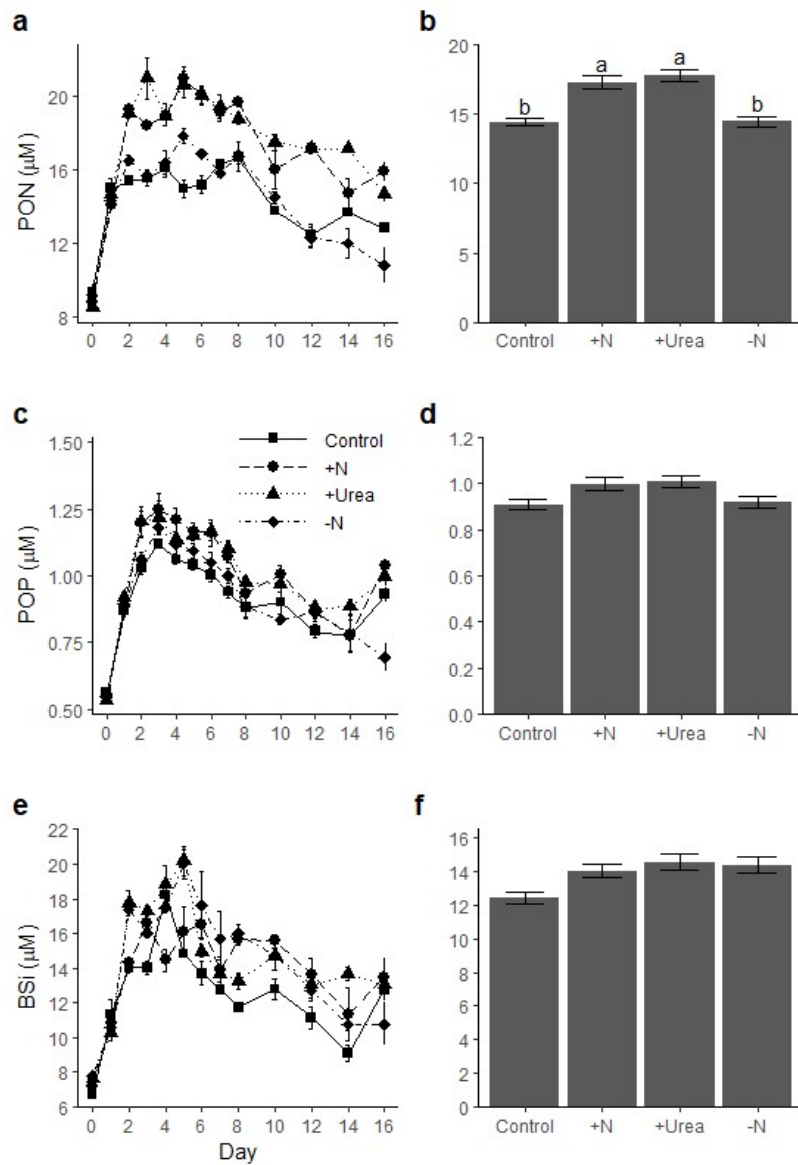 a
PON (μM)
20
16
12
8
0 2 4 6 8 10 12 14 16
b
20
15
10
5
0
b a a b
Control +N +Urea -N
c
POP (μM)
1.50
1.25
1.00
0.75
0.50
Control
+N
+Urea
-N
0 2 4 6 8 10 12 14 16
d
1.2
1.0
0.8
0.6
0.4
0.2
0.0
Control +N +Urea -N
e
BSi (μM)
22
20
18
16
14
12
10
8
6
0 2 4 6 8 10 12 14 16
Day
f
16
14
12
10
8
6
4
2
0
Control +N +Urea -N